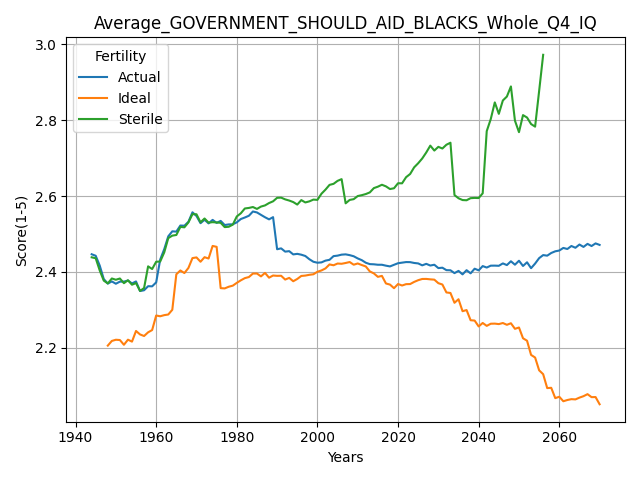 Average_GOVERNMENT_SHOULD_AID_BLACKS_Whole_Q4_IQ
Fertility
Actual
Ideal
Sterile
Score(1-5)
3.0
2.8
2.6
2.4
2.2
1940 1960 1980 2000 2020 2040 2060
Years